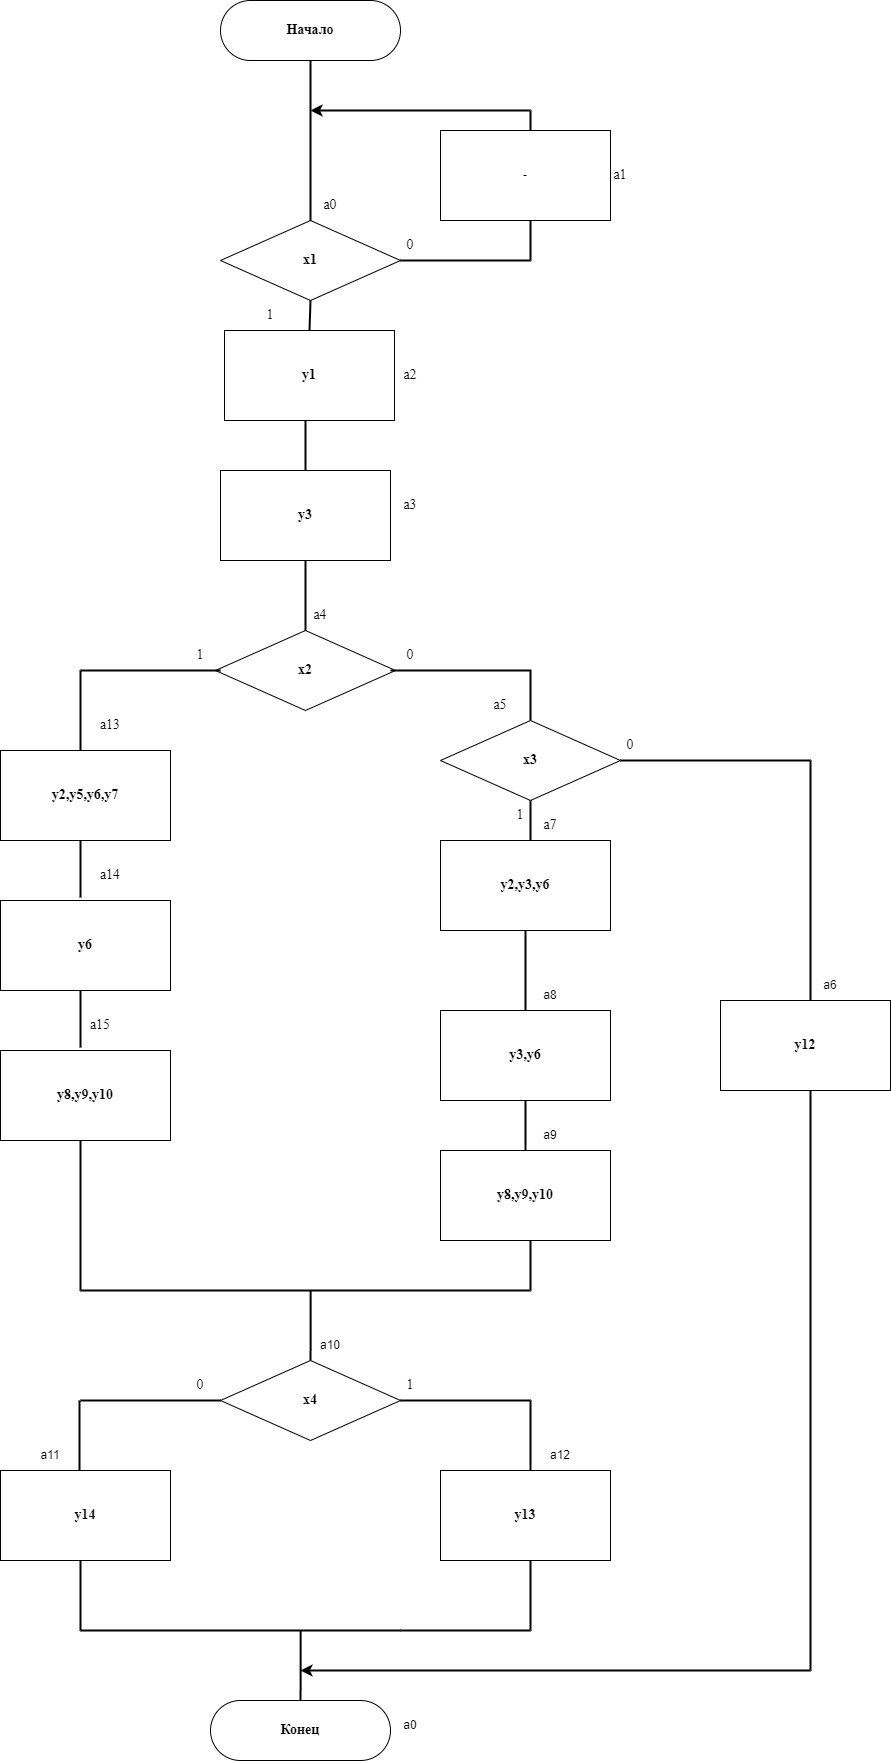 Начало
-
a1
a0
x1
0
1
y1
a2
y3
a3
a4
1
x2
0
a13
a5
x3
0
1
a7
y2,y5,y6,y7
a14
y2,y3,y6
y6
a8
a6
a15
y3,y6
y12
y8,y9,y10
a9
y8,y9,y10
a10
0
x4
1
a11
a12
y14
y13
Конец
a0